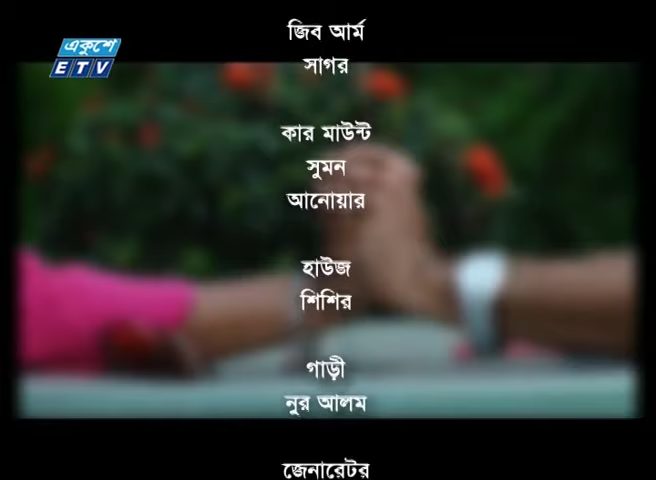 জিব আর্ম
একুশে
ETV
সাগর
কার মাউন্ট
সুমন
আনোয়ার
হাউজ
শিশির
গাড়ী
নুর আলম
জেনারেটর